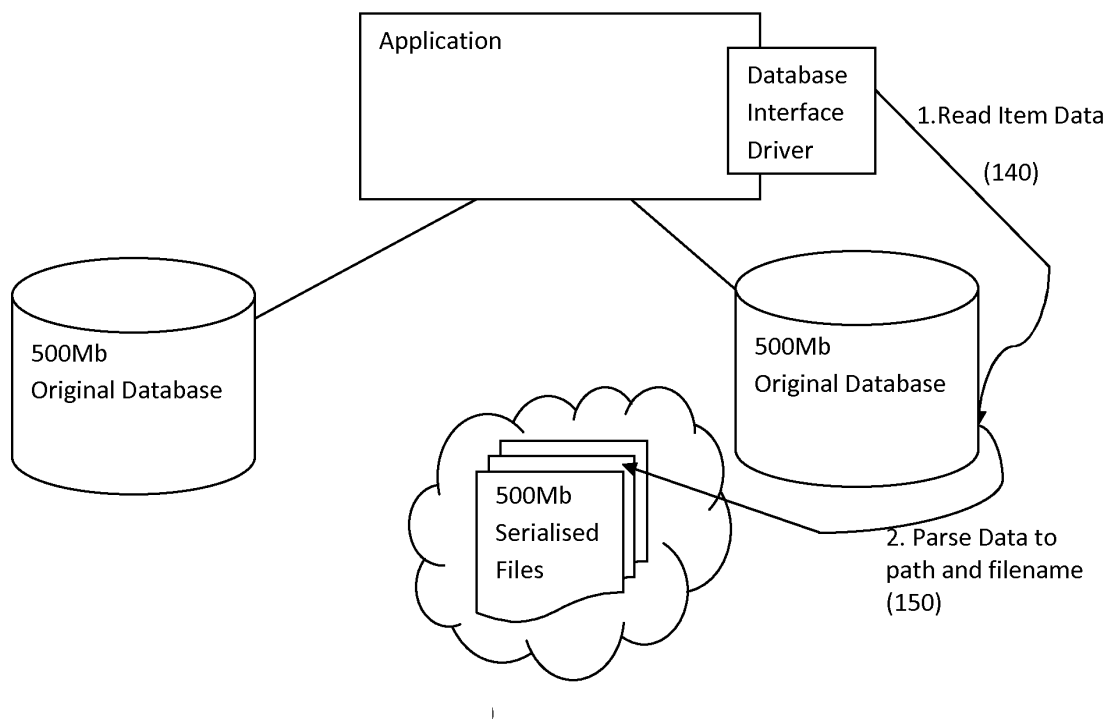 Application
Database
Interface
Driver
1.Read Item Data
(140)
500Mb
Original Database
500Mb
Original Database
500Mb
Serialised
Files
2. Parse Data to
path and filename
(150)